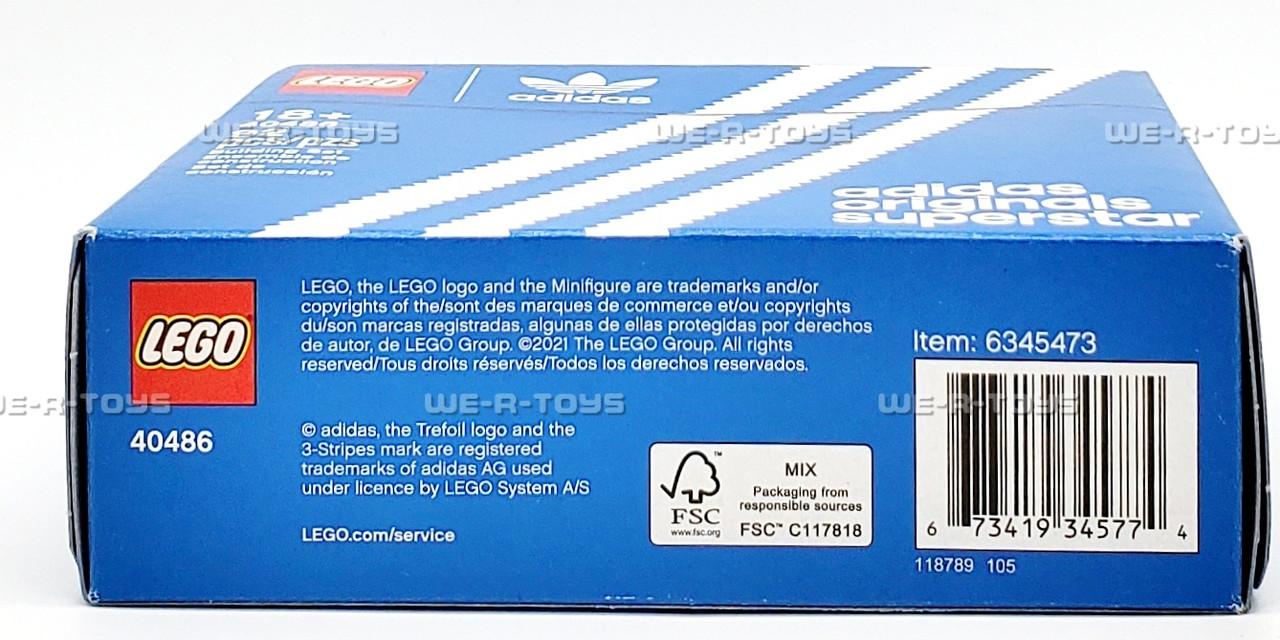 LEGO
adidas
18+
WE-R-TOYS
WE-R-TOYS
WE-R-TOYS
construcción
adidas
originals
superstar
LEGO
40486
LEGO, the LEGO logo and the Minifigure are trademarks and/or
copyrights of the/sont des marques de commerce et/ou copyrights
du/son marcas registradas, algunas de ellas protegidas por derechos
de autor, de LEGO Group. ©2021 The LEGO Group. All rights
reserved/Tous droits réservés/Todos los derechos reservados.
WE-R-TOYS
WE-R-TOYS
WE-R-TOYS
© adidas, the Trefoil logo and the
3-Stripes mark are registered
trademarks of adidas AG used
under licence by LEGO System A/S
LEGO.com/service
FSC™
www.fsc.org
MIX
Packaging from
responsible sources
FSC™ C117818
Item: 6345473
6 73419 34577 4
118789 105